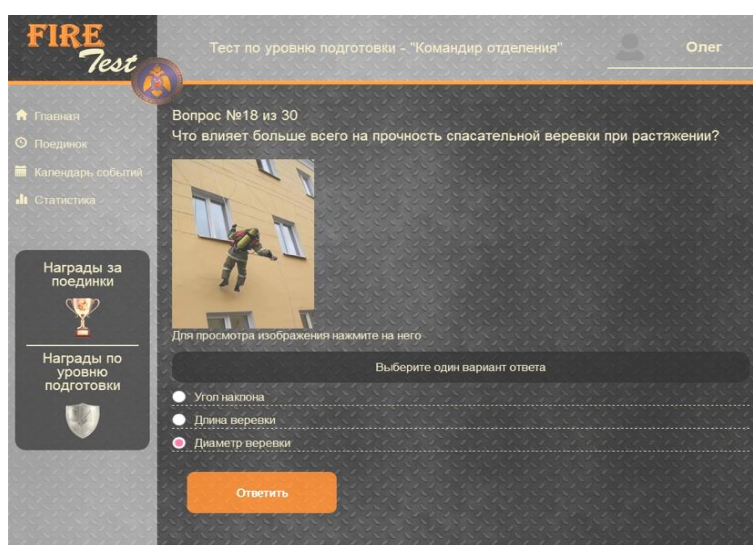 FIRE
Test
Тест по уровню подготовки - "Командир отделения"
Олег
Главная
Поединок
Календарь событий
Статистика
Награды за
поединки
Награды по
уровню
подготовки
Вопрос №18 из 30
Что влияет больше всего на прочность спасательной веревки при растяжении?
Для просмотра изображения нажмите на него
Выберите один вариант ответа
Угол наклона
Длина веревки
Диаметр веревки
Ответить